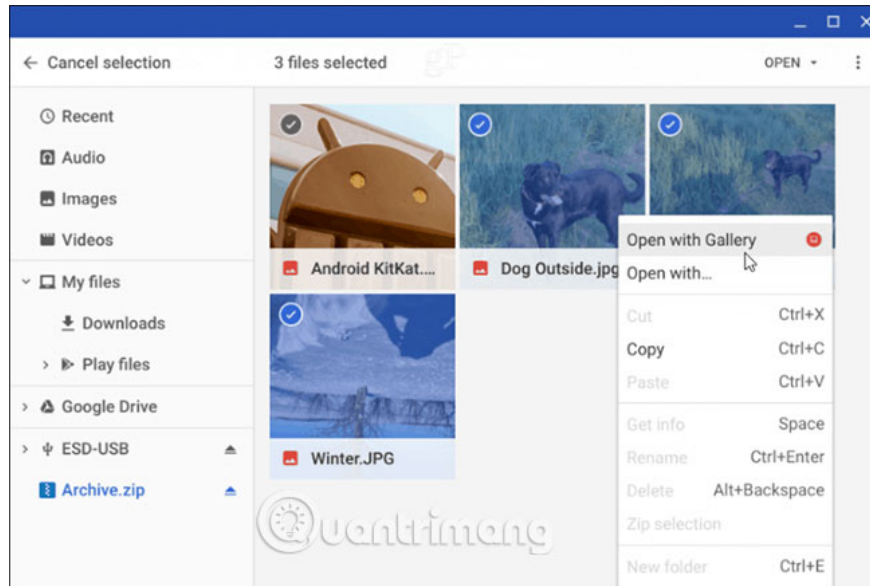 ← Cancel selection
3 files selected
OPEN
Recent
Audio
Images
Videos
My files
Downloads
Play files
Google Drive
ESD-USB
Archive.zip
Android KitKat....
Dog Outside.jpg
Winter.JPG
Open with Gallery
Open with...
Cut Ctrl+X
Copy Ctrl+C
Paste Ctrl+V
Get info Space
Rename Ctrl+Enter
Delete Alt+Backspace
Zip selection
New folder Ctrl+E
Quantrimang